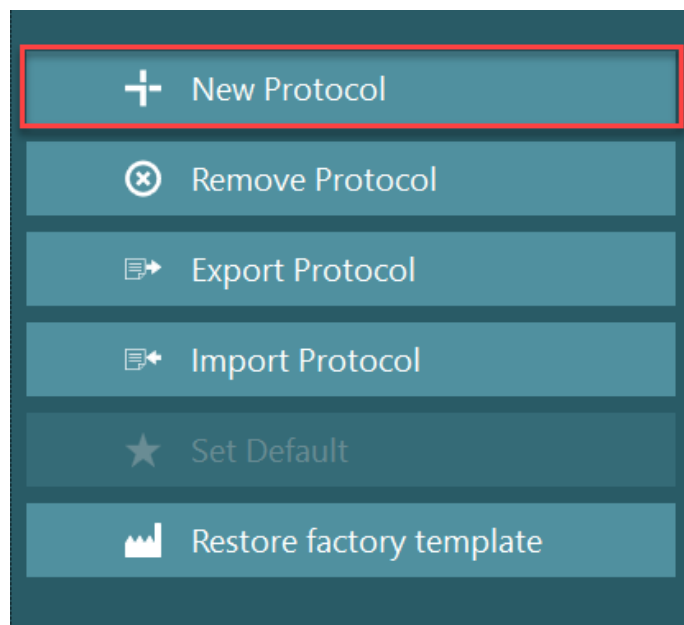 New Protocol
Remove Protocol
Export Protocol
Import Protocol
Set Default
Restore factory template